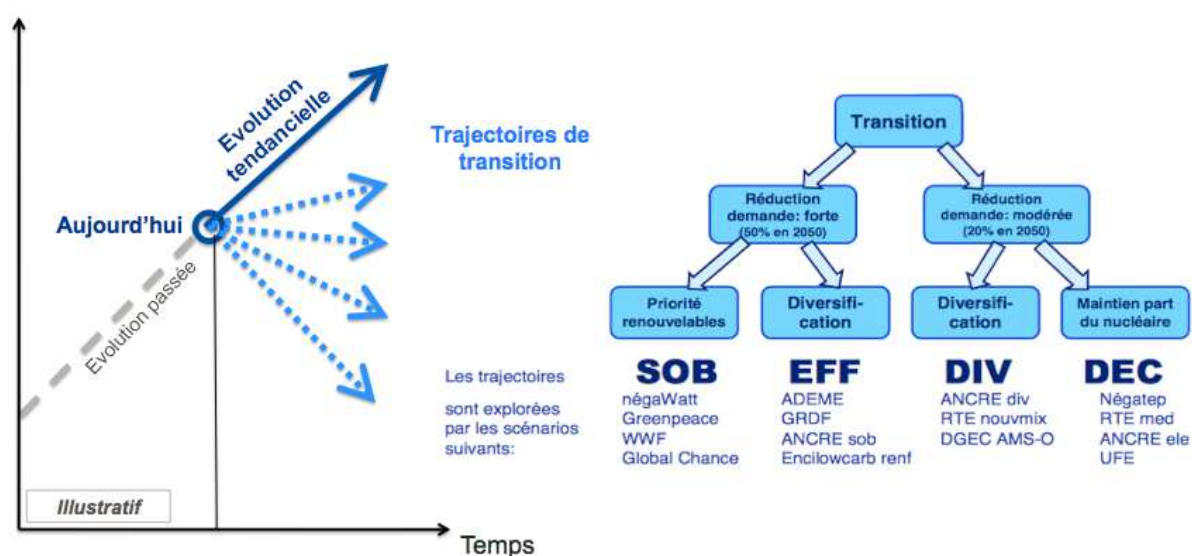 Evolution
tendancielle
Trajectoires de
transition
Aujourd'hui
Evolution passée
Illustratif
Temps
Transition
Réduction
demande: forte
(50% en 2050)
Réduction
demande: modérée
(20% en 2050)
Priorité
renouvelables
Diversifi-
cation
Diversifi-
cation
Maintien part
du nucléaire
Les trajectoires
sont explorées
par les scénarios
suivants:
SOB
négaWatt
Greenpeace
WWF
Global Chance
EFF
ADEME
GRDF
ANCRE sob
Encilowcarb renf
DIV
ANCRE div
RTE nouvmix
DGEC AMS-O
DEC
Négatep
RTE med
ANCRE ele
UFE